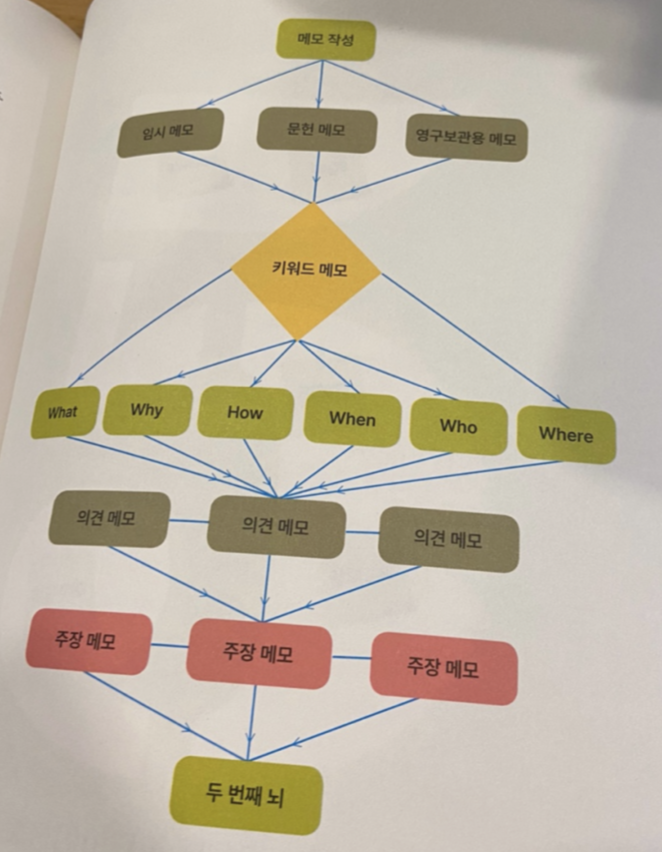 메모 작성
임시 메모
문헌 메모
영구보관용 메모
키워드 메모
What
Why
How
When
Who
Where
의견 메모
의견 메모
의견 메모
주장 메모
주장 메모
주장 메모
두 번째 뇌